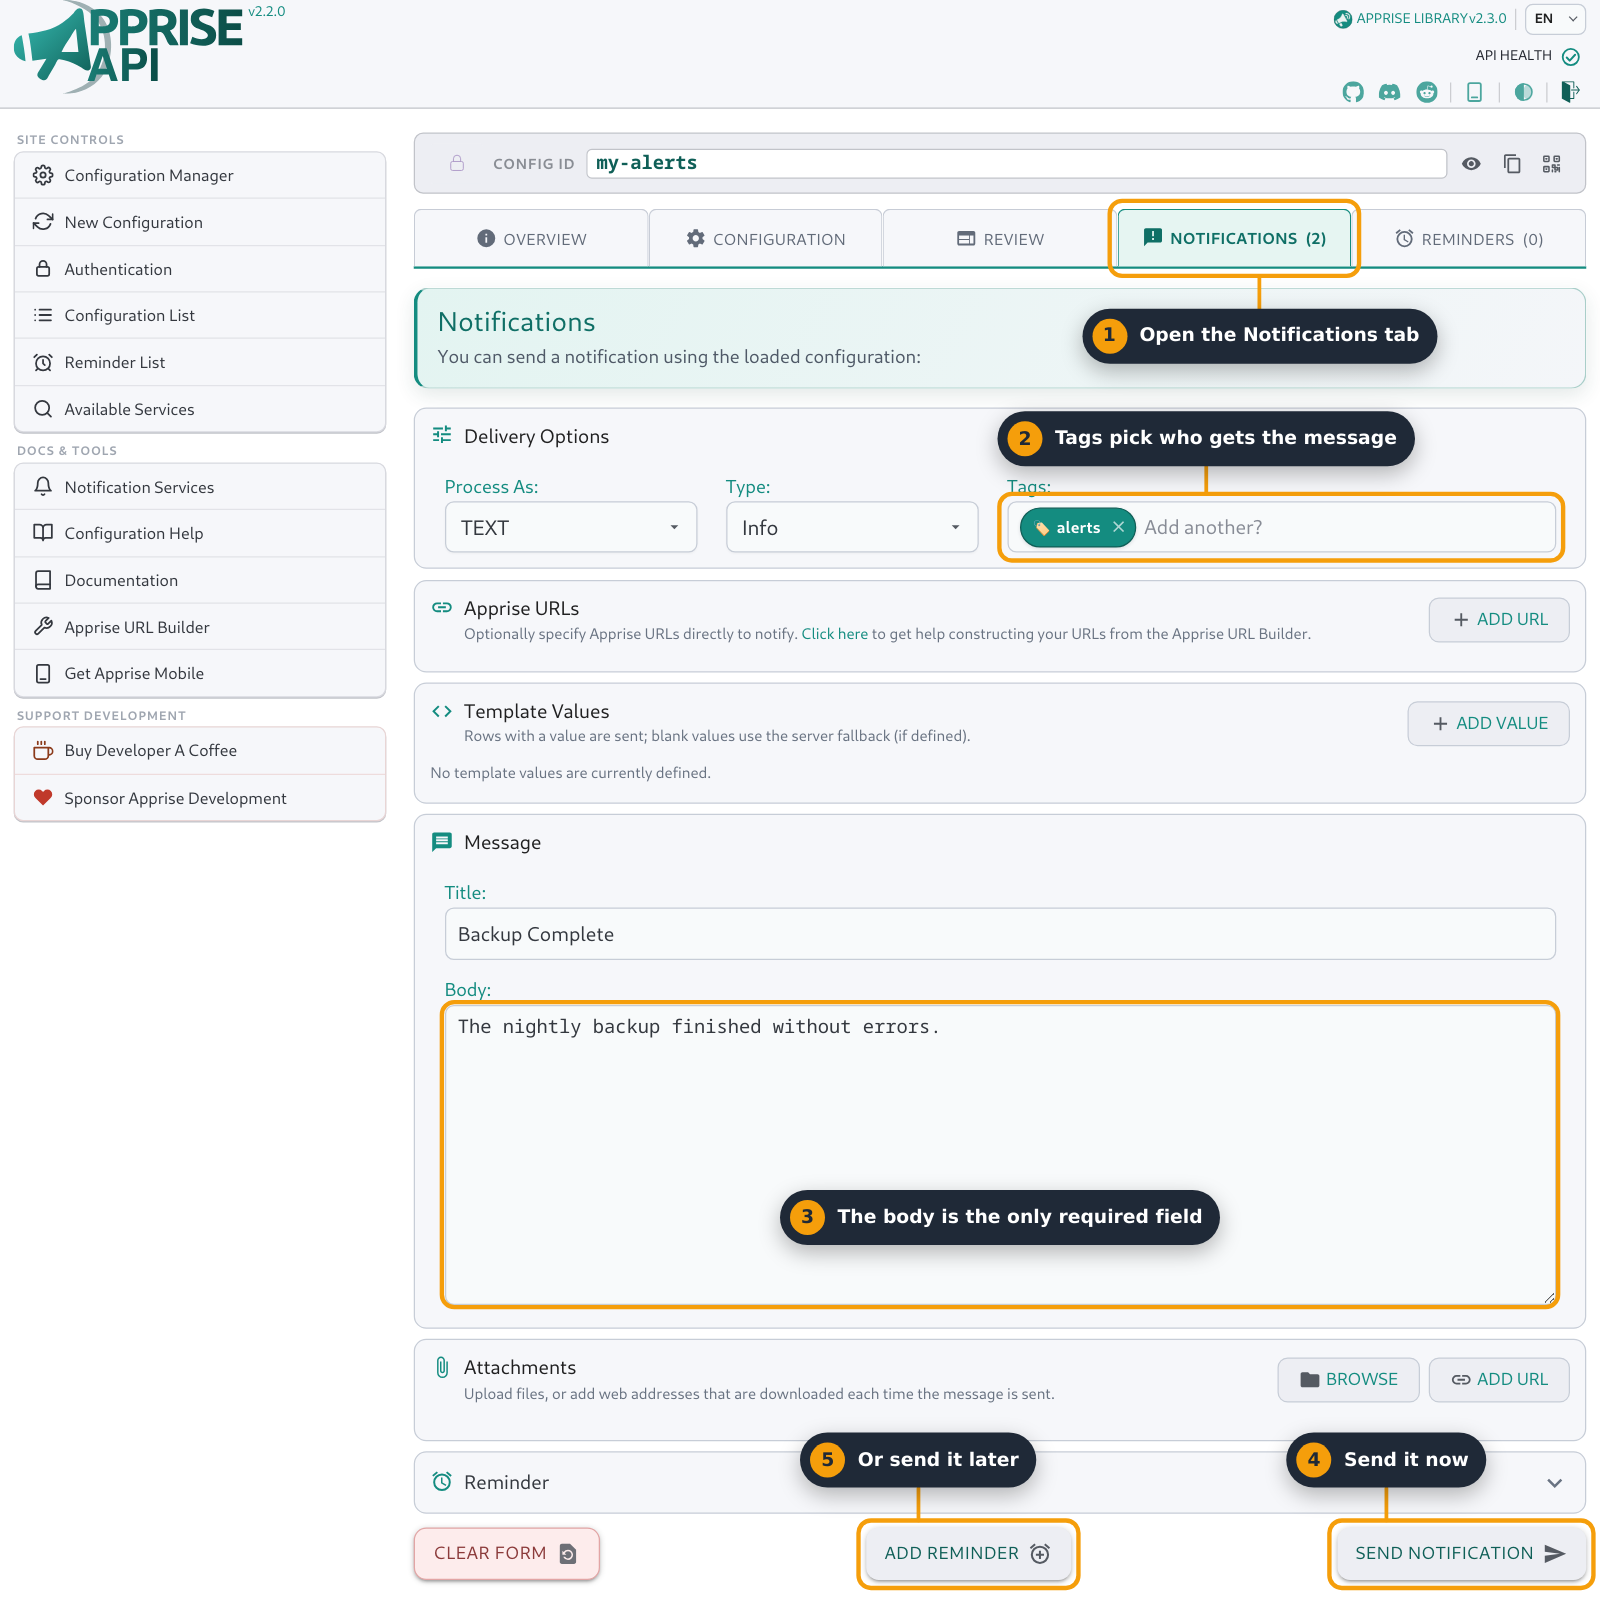 APPRISE API v2.2.0
APPRISE LIBRARY v2.3.0
EN
API HEALTH
SITE CONTROLS
Configuration Manager
New Configuration
Authentication
Configuration List
Reminder List
Available Services
DOCS & TOOLS
Notification Services
Configuration Help
Documentation
Apprise URL Builder
Get Apprise Mobile
SUPPORT DEVELOPMENT
Buy Developer A Coffee
Sponsor Apprise Development
CONFIG ID my-alerts
OVERVIEW
CONFIGURATION
REVIEW
NOTIFICATIONS (2)
REMINDERS (0)
1 Open the Notifications tab
Notifications
You can send a notification using the loaded configuration:
Delivery Options
2 Tags pick who gets the message
Process As:
TEXT
Type:
Info
Tags:
alerts
Add another?
Apprise URLs
Optionally specify Apprise URLs directly to notify. Click here to get help constructing your URLs from the Apprise URL Builder.
ADD URL
Template Values
Rows with a value are sent; blank values use the server fallback (if defined).
ADD VALUE
No template values are currently defined.
Message
Title:
Backup Complete
Body:
The nightly backup finished without errors.
3 The body is the only required field
Attachments
Upload files, or add web addresses that are downloaded each time the message is sent.
BROWSE
ADD URL
5 Or send it later
4 Send it now
Reminder
CLEAR FORM
ADD REMINDER
SEND NOTIFICATION